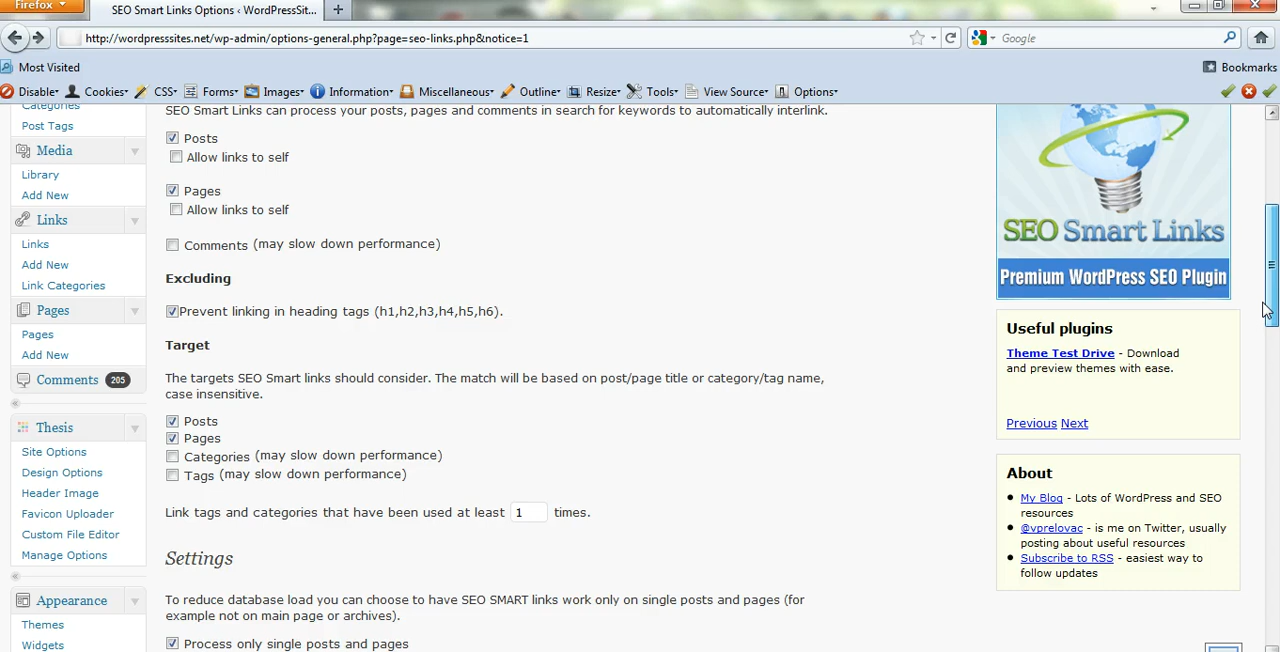 Firefox
SEO Smart Links Options ‹ WordPressSit...
http://wordpresssites.net/wp-admin/options-general.php?page=seo-links.php&notice=1
Google
Most Visited
Bookmarks
Disable
Cookies
CSS
Forms
Images
Information
Miscellaneous
Outline
Resize
Tools
View Source
Options
Categories
Post Tags
Media
Library
Add New
Links
Links
Add New
Link Categories
Pages
Pages
Add New
Comments 205
Thesis
Site Options
Design Options
Header Image
Favicon Uploader
Custom File Editor
Manage Options
Appearance
Themes
Widgets
SEO Smart Links can process your posts, pages and comments in search for keywords to automatically interlink.
Posts
Allow links to self
Pages
Allow links to self
Comments (may slow down performance)
Excluding
Prevent linking in heading tags (h1,h2,h3,h4,h5,h6).
Target
The targets SEO Smart links should consider. The match will be based on post/page title or category/tag name,
case insensitive.
Posts
Pages
Categories (may slow down performance)
Tags (may slow down performance)
Link tags and categories that have been used at least 1 times.
Settings
To reduce database load you can choose to have SEO SMART links work only on single posts and pages (for
example not on main page or archives).
Process only single posts and pages
SEO Smart Links
Premium WordPress SEO Plugin
Useful plugins
Theme Test Drive - Download
and preview themes with ease.
Previous Next
About
My Blog - Lots of WordPress and SEO
resources
@vprelovac - is me on Twitter, usually
posting about useful resources
Subscribe to RSS - easiest way to
follow updates